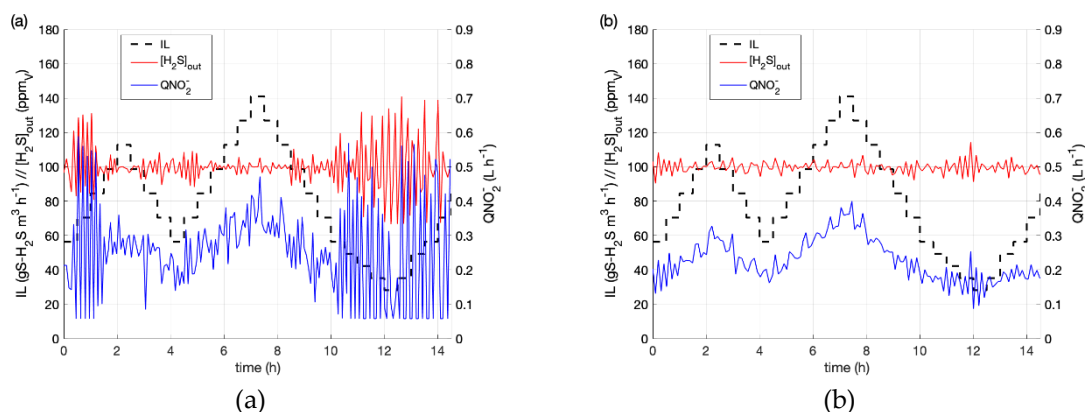 (a)
180
160
140
120
100
80
60
40
20
0
IL (gS-H₂S m³ h⁻¹) // [H₂S]out (ppmV)
IL
[H₂S]out
QNO₂⁻
0.9
0.8
0.7
0.6
0.5
0.4
0.3
0.2
0.1
0
QNO₂⁻ (L h⁻¹)
0 2 4 6 8 10 12 14
time (h)
(a)
(b)
180
160
140
120
100
80
60
40
20
0
IL (gS-H₂S m³ h⁻¹) // [H₂S]out (ppmV)
IL
[H₂S]out
QNO₂⁻
0.9
0.8
0.7
0.6
0.5
0.4
0.3
0.2
0.1
0
QNO₂⁻ (L h⁻¹)
0 2 4 6 8 10 12 14
time (h)
(b)